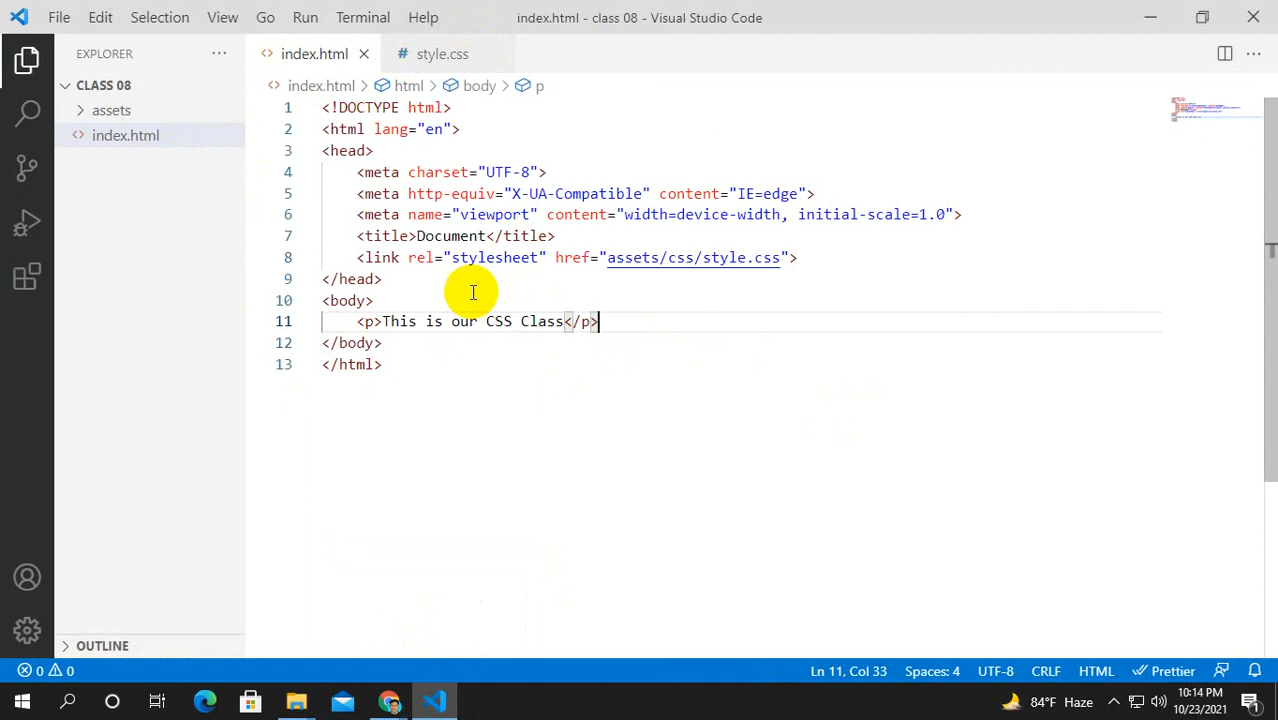 File Edit Selection View Go Run Terminal Help index.html - class 08 - Visual Studio Code
EXPLORER ··· <> index.html × # style.css ···
CLASS 08 <> index.html > html > body > p
> assets
<> index.html
1 <!DOCTYPE html>
2 <html lang="en">
3 <head>
4     <meta charset="UTF-8">
5     <meta http-equiv="X-UA-Compatible" content="IE=edge">
6     <meta name="viewport" content="width=device-width, initial-scale=1.0">
7     <title>Document</title>
8     <link rel="stylesheet" href="assets/css/style.css">
9 </head>
10 <body>
11     <p>This is our CSS Class</p>
12 </body>
13 </html>
> OUTLINE
0 0 Ln 11, Col 33 Spaces: 4 UTF-8 CRLF HTML Prettier
84°F Haze 10:14 PM
10/23/2021 1